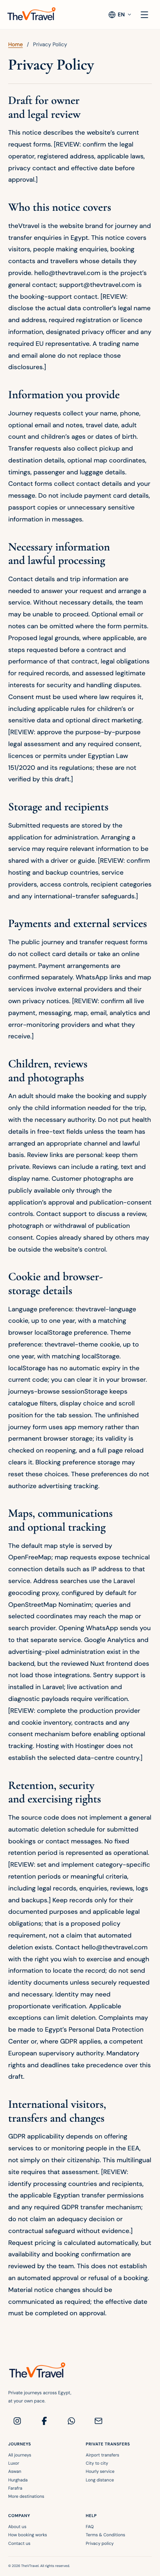 TheVTravel
EN
Home / Privacy Policy
Privacy Policy
Draft for owner
and legal review
This notice describes the website's current
request forms. [REVIEW: confirm the legal
operator, registered address, applicable laws,
privacy contact and effective date before
approval.]
Who this notice covers
theVtravel is the website brand for journey and
transfer enquiries in Egypt. This notice covers
visitors, people making enquiries, booking
contacts and travellers whose details they
provide. hello@thevtravel.com is the project's
general contact; support@thevtravel.com is
the booking-support contact. [REVIEW:
disclose the actual data controller's legal name
and address, required registration or licence
information, designated privacy officer and any
required EU representative. A trading name
and email alone do not replace those
disclosures.]
Information you provide
Journey requests collect your name, phone,
optional email and notes, travel date, adult
count and children's ages or dates of birth.
Transfer requests also collect pickup and
destination details, optional map coordinates,
timings, passenger and luggage details.
Contact forms collect contact details and your
message. Do not include payment card details,
passport copies or unnecessary sensitive
information in messages.
Necessary information
and lawful processing
Contact details and trip information are
needed to answer your request and arrange a
service. Without necessary details, the team
may be unable to proceed. Optional email or
notes can be omitted where the form permits.
Proposed legal grounds, where applicable, are
steps requested before a contract and
performance of that contract, legal obligations
for required records, and assessed legitimate
interests for security and handling disputes.
Consent must be used where law requires it,
including applicable rules for children's or
sensitive data and optional direct marketing.
[REVIEW: approve the purpose-by-purpose
legal assessment and any required consent,
licences or permits under Egyptian Law
151/2020 and its regulations; these are not
verified by this draft.]
Storage and recipients
Submitted requests are stored by the
application for administration. Arranging a
service may require relevant information to be
shared with a driver or guide. [REVIEW: confirm
hosting and backup countries, service
providers, access controls, recipient categories
and any international-transfer safeguards.]
Payments and external services
The public journey and transfer request forms
do not collect card details or take an online
payment. Payment arrangements are
communicated separately. WhatsApp links and map
services involve external providers and their
own privacy notices. [REVIEW: confirm all live
payment, messaging, map, email, analytics and
error-monitoring providers and what they
receive.]
Children, reviews
and photographs
An adult should make the booking and supply
only the child information needed for the trip,
with the necessary authority. Do not put health
details in free-text fields unless the team has
arranged an appropriate channel and lawful
basis. Review links are personal: keep them
private. Reviews can include a rating, text and
display name. Customer photographs are
publicly available only through the
application's approval and publication-consent
controls. Contact support to discuss a review,
photograph or withdrawal of publication
consent. Copies already shared by others may
be outside the website's control.
Cookie and browser-
storage details
Language preference: thevtravel-language
cookie, up to one year, with a matching
browser localStorage preference. Theme
preference: thevtravel-theme cookie, up to
one year, with matching localStorage.
localStorage has no automatic expiry in the
current code; you can clear it in your browser.
journeys-browse sessionStorage keeps
catalogue filters, display choice and scroll
position for the tab session. The unfinished
journey form uses app memory rather than
permanent browser storage; its validity is
checked on reopening, and a full page reload
clears it. Blocking preference storage may
reset these choices. These preferences do not
authorize advertising tracking.
Maps, communications
and optional tracking
The default map style is served by
OpenFreeMap; map requests expose technical
connection details such as IP address to that
service. Address searches use the Laravel
geocoding proxy, configured by default for
OpenStreetMap Nominatim; queries and
selected coordinates may reach the map or
search provider. Opening WhatsApp sends you
to that separate service. Google Analytics and
advertising-pixel administration exist in the
backend, but the reviewed Nuxt frontend does
not load these integrations. Sentry support is
installed in Laravel; live activation and
diagnostic payloads require verification.
[REVIEW: complete the production provider
and cookie inventory, contracts and any
consent mechanism before enabling optional
tracking. Hosting with Hostinger does not
establish the selected data-centre country.]
Retention, security
and exercising rights
The source code does not implement a general
automatic deletion schedule for submitted
bookings or contact messages. No fixed
retention period is represented as operational.
[REVIEW: set and implement category-specific
retention periods or meaningful criteria,
including legal records, enquiries, reviews, logs
and backups.] Keep records only for their
documented purposes and applicable legal
obligations; that is a proposed policy
requirement, not a claim that automated
deletion exists. Contact hello@thevtravel.com
with the right you wish to exercise and enough
information to locate the record; do not send
identity documents unless securely requested
and necessary. Identity may need
proportionate verification. Applicable
exceptions can limit deletion. Complaints may
be made to Egypt's Personal Data Protection
Center or, where GDPR applies, a competent
European supervisory authority. Mandatory
rights and deadlines take precedence over this
draft.
International visitors,
transfers and changes
GDPR applicability depends on offering
services to or monitoring people in the EEA,
not simply on their citizenship. This multilingual
site requires that assessment. [REVIEW:
identify processing countries and recipients,
the applicable Egyptian transfer permissions
and any required GDPR transfer mechanism;
do not claim an adequacy decision or
contractual safeguard without evidence.]
Request pricing is calculated automatically, but
availability and booking confirmation are
reviewed by the team. This does not establish
an automated approval or refusal of a booking.
Material notice changes should be
communicated as required; the effective date
must be completed on approval.
TheVTravel
Private journeys across Egypt,
at your own pace.
JOURNEYS
All journeys
Luxor
Aswan
Hurghada
Farafra
More destinations
PRIVATE TRANSFERS
Airport transfers
City to city
Hourly service
Long distance
COMPANY
About us
How booking works
Contact us
HELP
FAQ
Terms & Conditions
Privacy policy
© 2026 TheVTravel. All rights reserved.